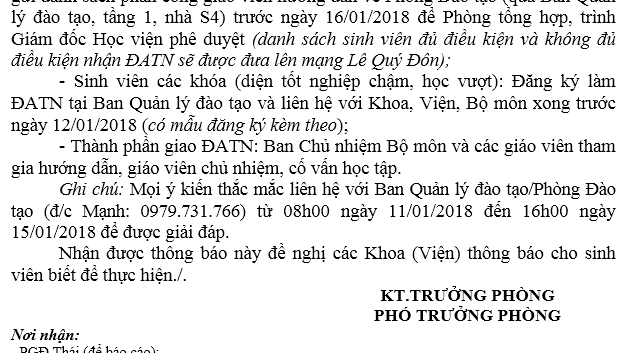 gửi danh sách phân công giáo viên hướng dẫn về Phòng Đào tạo (qua Ban Quản
lý đào tạo, tầng 1, nhà S4) trước ngày 16/01/2018 để Phòng tổng hợp, trình
Giám đốc Học viện phê duyệt (danh sách sinh viên đủ điều kiện và không đủ
điều kiện nhận ĐATN sẽ được đưa lên mạng Lê Quý Đôn);
- Sinh viên các khóa (diện tốt nghiệp chậm, học vượt): Đăng ký làm
ĐATN tại Ban Quản lý đào tạo và liên hệ với Khoa, Viện, Bộ môn xong trước
ngày 12/01/2018 (có mẫu đăng ký kèm theo);
- Thành phần giao ĐATN: Ban Chủ nhiệm Bộ môn và các giáo viên tham
gia hướng dẫn, giáo viên chủ nhiệm, cố vấn học tập.
Ghi chú: Mọi ý kiến thắc mắc liên hệ với Ban Quản lý đào tạo/Phòng Đào
tạo (đ/c Mạnh: 0979.731.766) từ 08h00 ngày 11/01/2018 đến 16h00 ngày
15/01/2018 để được giải đáp.
Nhận được thông báo này đề nghị các Khoa (Viện) thông báo cho sinh
viên biết để thực hiện./.
KT.TRƯỞNG PHÒNG
PHÓ TRƯỞNG PHÒNG
Nơi nhận:
- PGĐ Thái (để báo cáo);